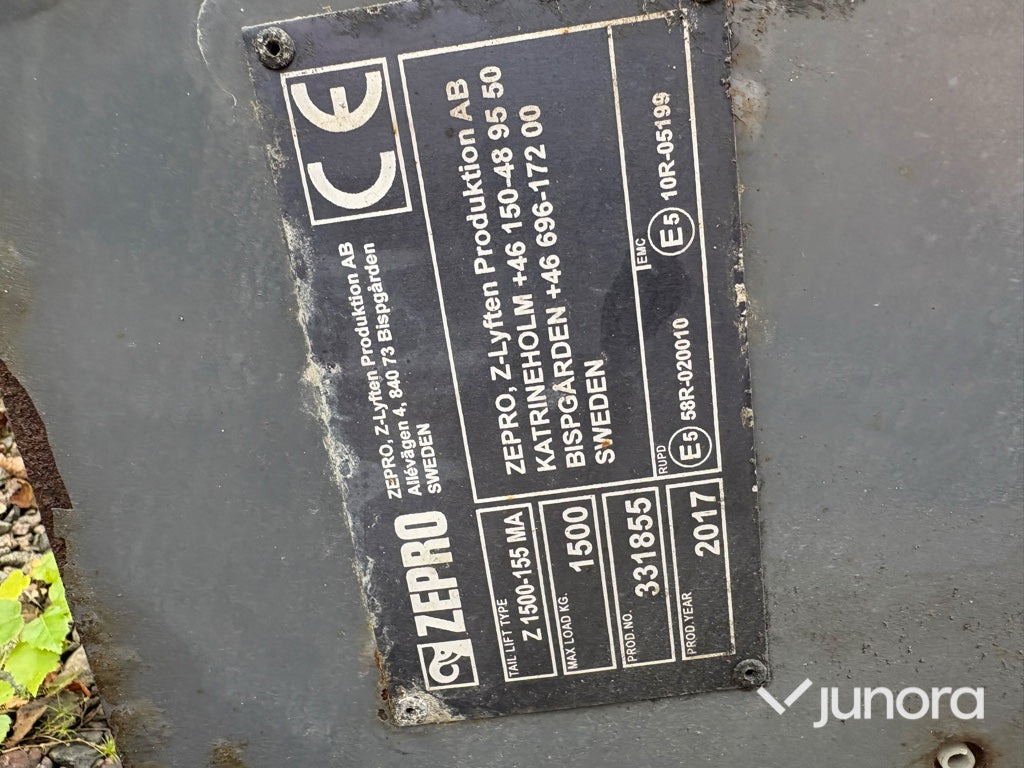 ZEPRO
ZEPRO, Z-Lyften Produktion AB
Allévägen 4, 840 73 Bispgården
SWEDEN
CE
TAIL LIFT TYPE
Z 1500-155 MA
MAX LOAD KG.
1500
PROD.NO.
331855
PROD.YEAR
2017
ZEPRO, Z-Lyften Produktion AB
KATRINEHOLM +46 150-48 95 50
BISPGÅRDEN +46 696-172 00
SWEDEN
RUPD
E5 58R-020010
EMC
E5 10R-05199
junora